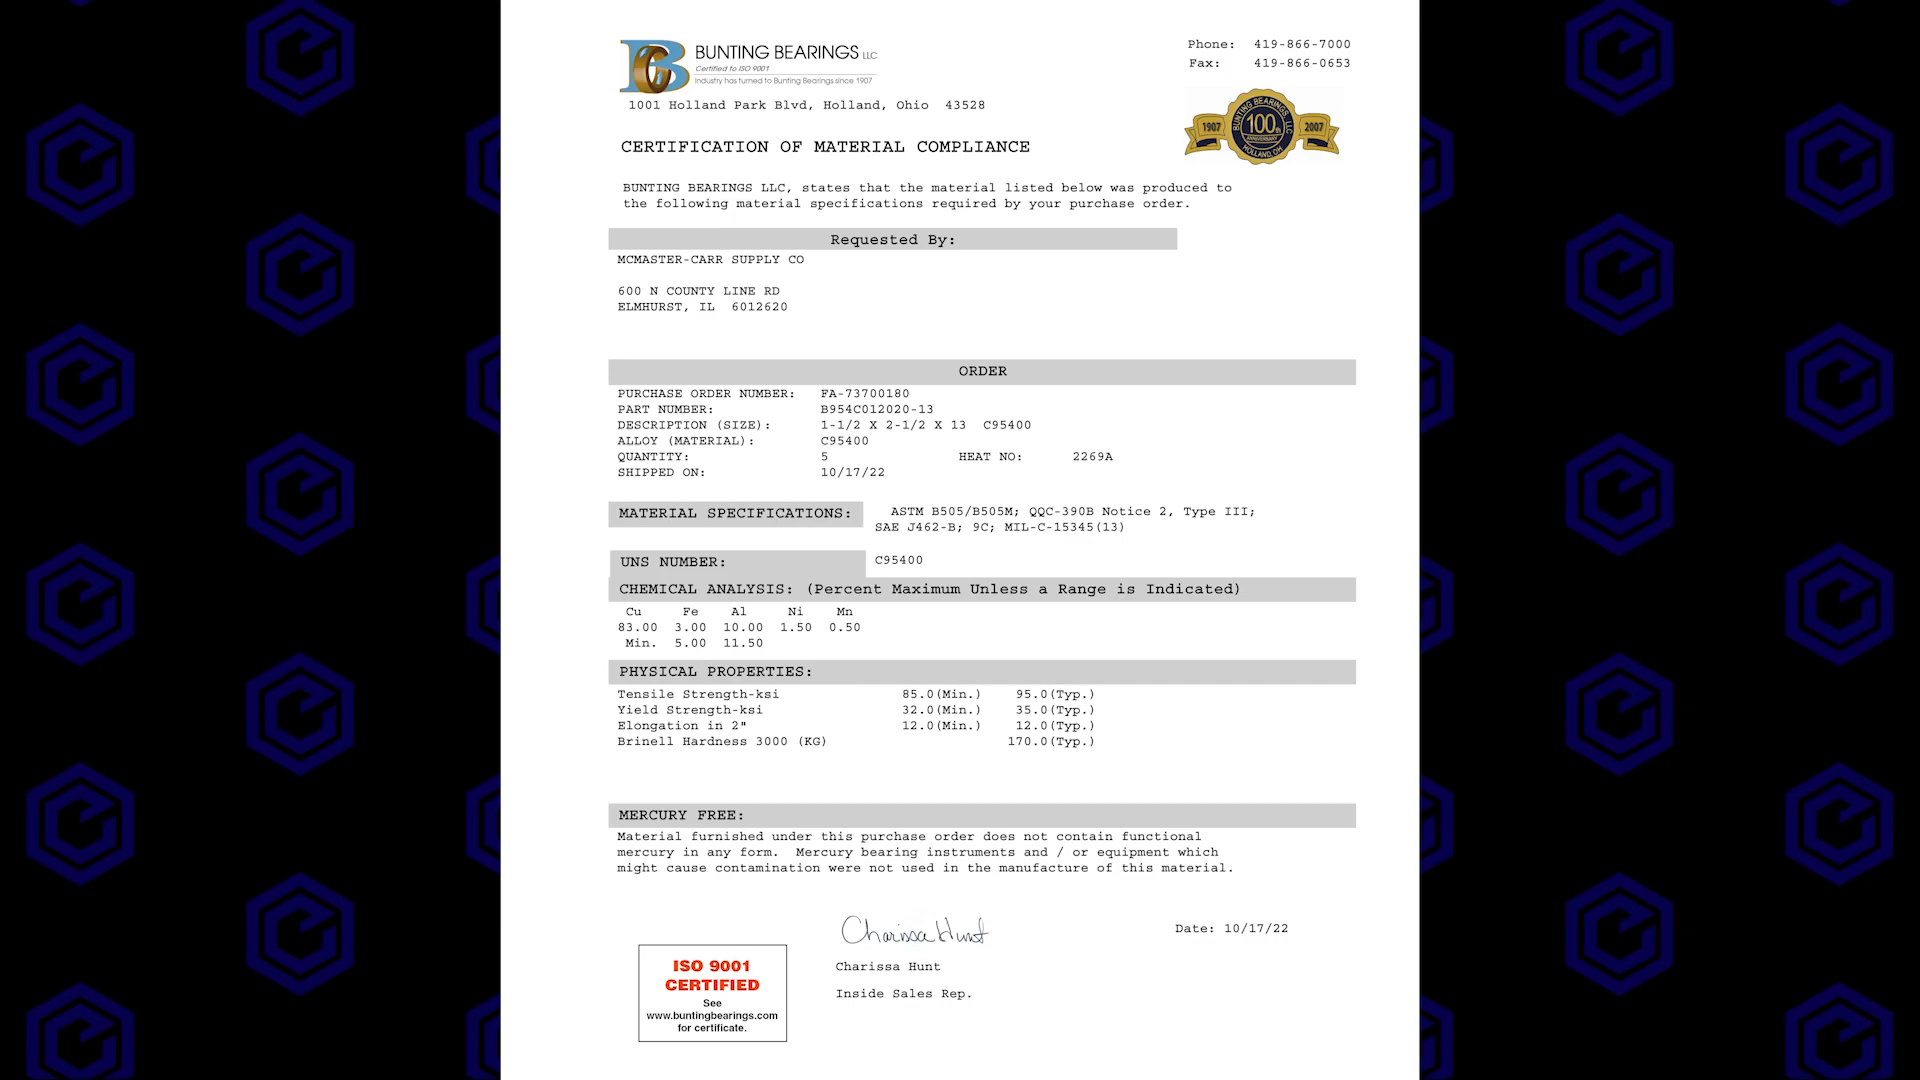 BUNTING BEARINGS LLC
Certified to ISO 9001
Industry has turned to Bunting Bearings since 1907
1001 Holland Park Blvd, Holland, Ohio 43528
Phone: 419-866-7000
Fax: 419-866-0653
BUNTING BEARINGS LLC
1907 100th 2007
ANNIVERSARY
HOLLAND, OH
CERTIFICATION OF MATERIAL COMPLIANCE
BUNTING BEARINGS LLC, states that the material listed below was produced to
the following material specifications required by your purchase order.
Requested By:
MCMASTER-CARR SUPPLY CO
600 N COUNTY LINE RD
ELMHURST, IL 6012620
ORDER
PURCHASE ORDER NUMBER: FA-73700180
PART NUMBER: B954C012020-13
DESCRIPTION (SIZE): 1-1/2 X 2-1/2 X 13 C95400
ALLOY (MATERIAL): C95400
QUANTITY: 5 HEAT NO: 2269A
SHIPPED ON: 10/17/22
MATERIAL SPECIFICATIONS: ASTM B505/B505M; QQC-390B Notice 2, Type III;
SAE J462-B; 9C; MIL-C-15345(13)
UNS NUMBER: C95400
CHEMICAL ANALYSIS: (Percent Maximum Unless a Range is Indicated)
Cu Fe Al Ni Mn
83.00 3.00 10.00 1.50 0.50
Min. 5.00 11.50
PHYSICAL PROPERTIES:
Tensile Strength-ksi 85.0(Min.) 95.0(Typ.)
Yield Strength-ksi 32.0(Min.) 35.0(Typ.)
Elongation in 2" 12.0(Min.) 12.0(Typ.)
Brinell Hardness 3000 (KG) 170.0(Typ.)
MERCURY FREE:
Material furnished under this purchase order does not contain functional
mercury in any form. Mercury bearing instruments and / or equipment which
might cause contamination were not used in the manufacture of this material.
Charissa Hunt
Date: 10/17/22
Charissa Hunt
Inside Sales Rep.
ISO 9001
CERTIFIED
See
www.buntingbearings.com
for certificate.